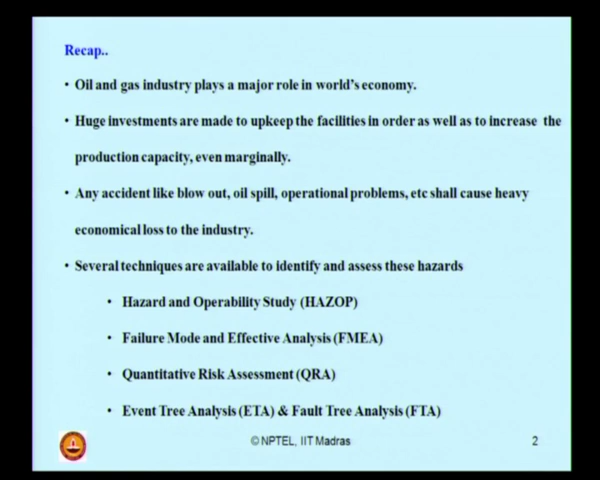 Recap..
• Oil and gas industry plays a major role in world's economy.
• Huge investments are made to upkeep the facilities in order as well as to increase the
production capacity, even marginally.
• Any accident like blow out, oil spill, operational problems, etc shall cause heavy
economical loss to the industry.
• Several techniques are available to identify and assess these hazards
• Hazard and Operability Study (HAZOP)
• Failure Mode and Effective Analysis (FMEA)
• Quantitative Risk Assessment (QRA)
• Event Tree Analysis (ETA) & Fault Tree Analysis (FTA)
© NPTEL, IIT Madras 2